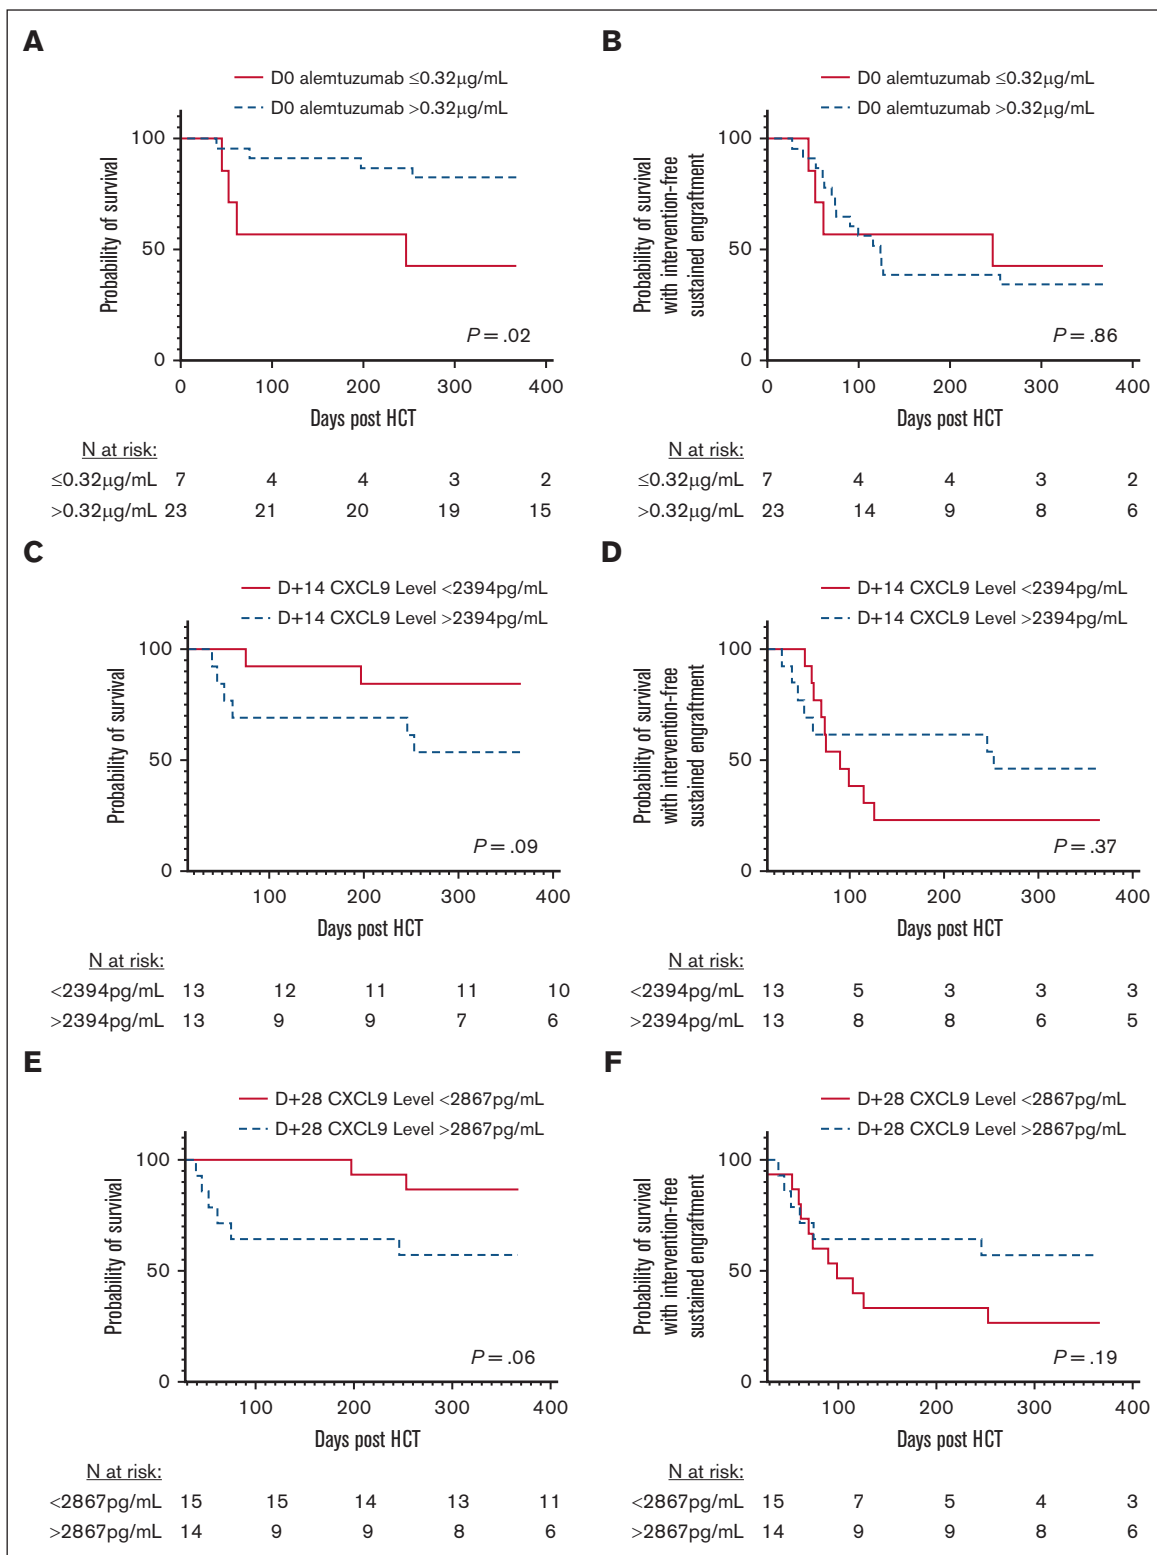 A
D0 alemtuzumab ≤0.32μg/mL
D0 alemtuzumab >0.32μg/mL
Probability of survival
100
50
0
P = .02
0 100 200 300 400
Days post HCT
N at risk:
≤0.32μg/mL 7 4 4 3 2
>0.32μg/mL 23 21 20 19 15
B
D0 alemtuzumab ≤0.32μg/mL
D0 alemtuzumab >0.32μg/mL
Probability of survival
with intervention-free
sustained engraftment
100
50
0
P = .86
0 100 200 300 400
Days post HCT
N at risk:
≤0.32μg/mL 7 4 4 3 2
>0.32μg/mL 23 14 9 8 6
C
D+14 CXCL9 Level <2394pg/mL
D+14 CXCL9 Level >2394pg/mL
Probability of survival
100
50
0
P = .09
100 200 300 400
Days post HCT
N at risk:
<2394pg/mL 13 12 11 11 10
>2394pg/mL 13 9 9 7 6
D
D+14 CXCL9 Level <2394pg/mL
D+14 CXCL9 Level >2394pg/mL
Probability of survival
with intervention-free
sustained engraftment
100
50
0
P = .37
100 200 300 400
Days post HCT
N at risk:
<2394pg/mL 13 5 3 3 3
>2394pg/mL 13 8 8 6 5
E
D+28 CXCL9 Level <2867pg/mL
D+28 CXCL9 Level >2867pg/mL
Probability of survival
100
50
0
P = .06
100 200 300 400
Days post HCT
N at risk:
<2867pg/mL 15 15 14 13 11
>2867pg/mL 14 9 9 8 6
F
D+28 CXCL9 Level <2867pg/mL
D+28 CXCL9 Level >2867pg/mL
Probability of survival
with intervention-free
sustained engraftment
100
50
0
P = .19
100 200 300 400
Days post HCT
N at risk:
<2867pg/mL 15 7 5 4 3
>2867pg/mL 14 9 9 8 6